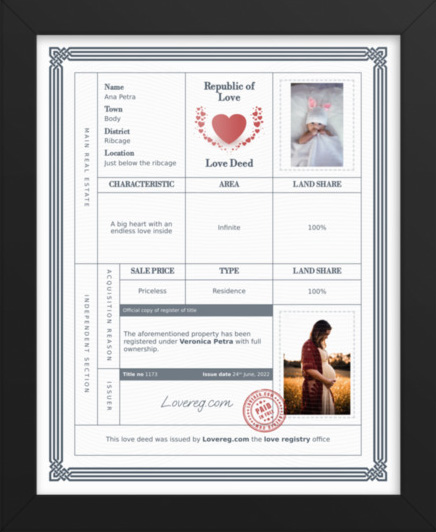 Name
Ana Petra
Town
Body
District
Ribcage
Location
Just below the ribcage
Republic of
Love
Love Deed
MAIN REAL ESTATE
CHARACTERISTIC
AREA
LAND SHARE
A big heart with an
endless love inside
Infinite
100%
INDEPENDENT SECTION
ACQUISITION REASON
SALE PRICE
TYPE
LAND SHARE
Priceless
Residence
100%
Official copy of register of title
The aforementioned property has been
registered under Veronica Petra with full
ownership.
Title no 1173
Issue date 24th June, 2022
ISSUER
Lovereg.com
PAID
This love deed was issued by Lovereg.com the love registry office